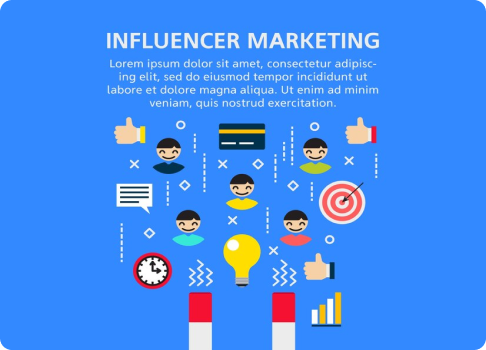 INFLUENCER MARKETING
Lorem ipsum dolor sit amet, consectetur adipisc-
ing elit, sed do eiusmod tempor incididunt ut
labore et dolore magna aliqua. Ut enim ad minim
veniam, quis nostrud exercitation.